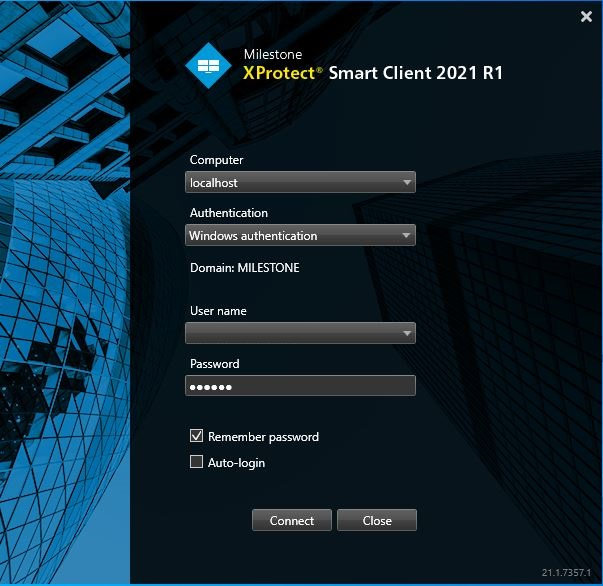 Milestone
XProtect® Smart Client 2021 R1
Computer
localhost
Authentication
Windows authentication
Domain: MILESTONE
User name
Password
●●●●●●
Remember password
Auto-login
Connect Close
21.1.7357.1